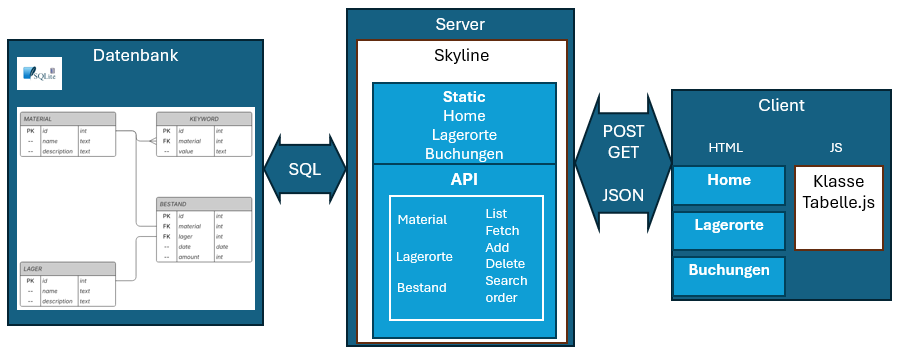 Datenbank
SQLite
MATERIAL
PK id int
-- name text
-- description text
KEYWORD
PK id int
FK material int
-- value text
BESTAND
PK id int
FK material int
FK lager int
-- date date
-- amount int
LAGER
PK id int
-- name text
-- description text
SQL
Server
Skyline
Static
Home
Lagerorte
Buchungen
API
Material
Lagerorte
Bestand
List
Fetch
Add
Delete
Search
order
POST
GET
JSON
Client
HTML
JS
Home
Lagerorte
Buchungen
Klasse
Tabelle.js